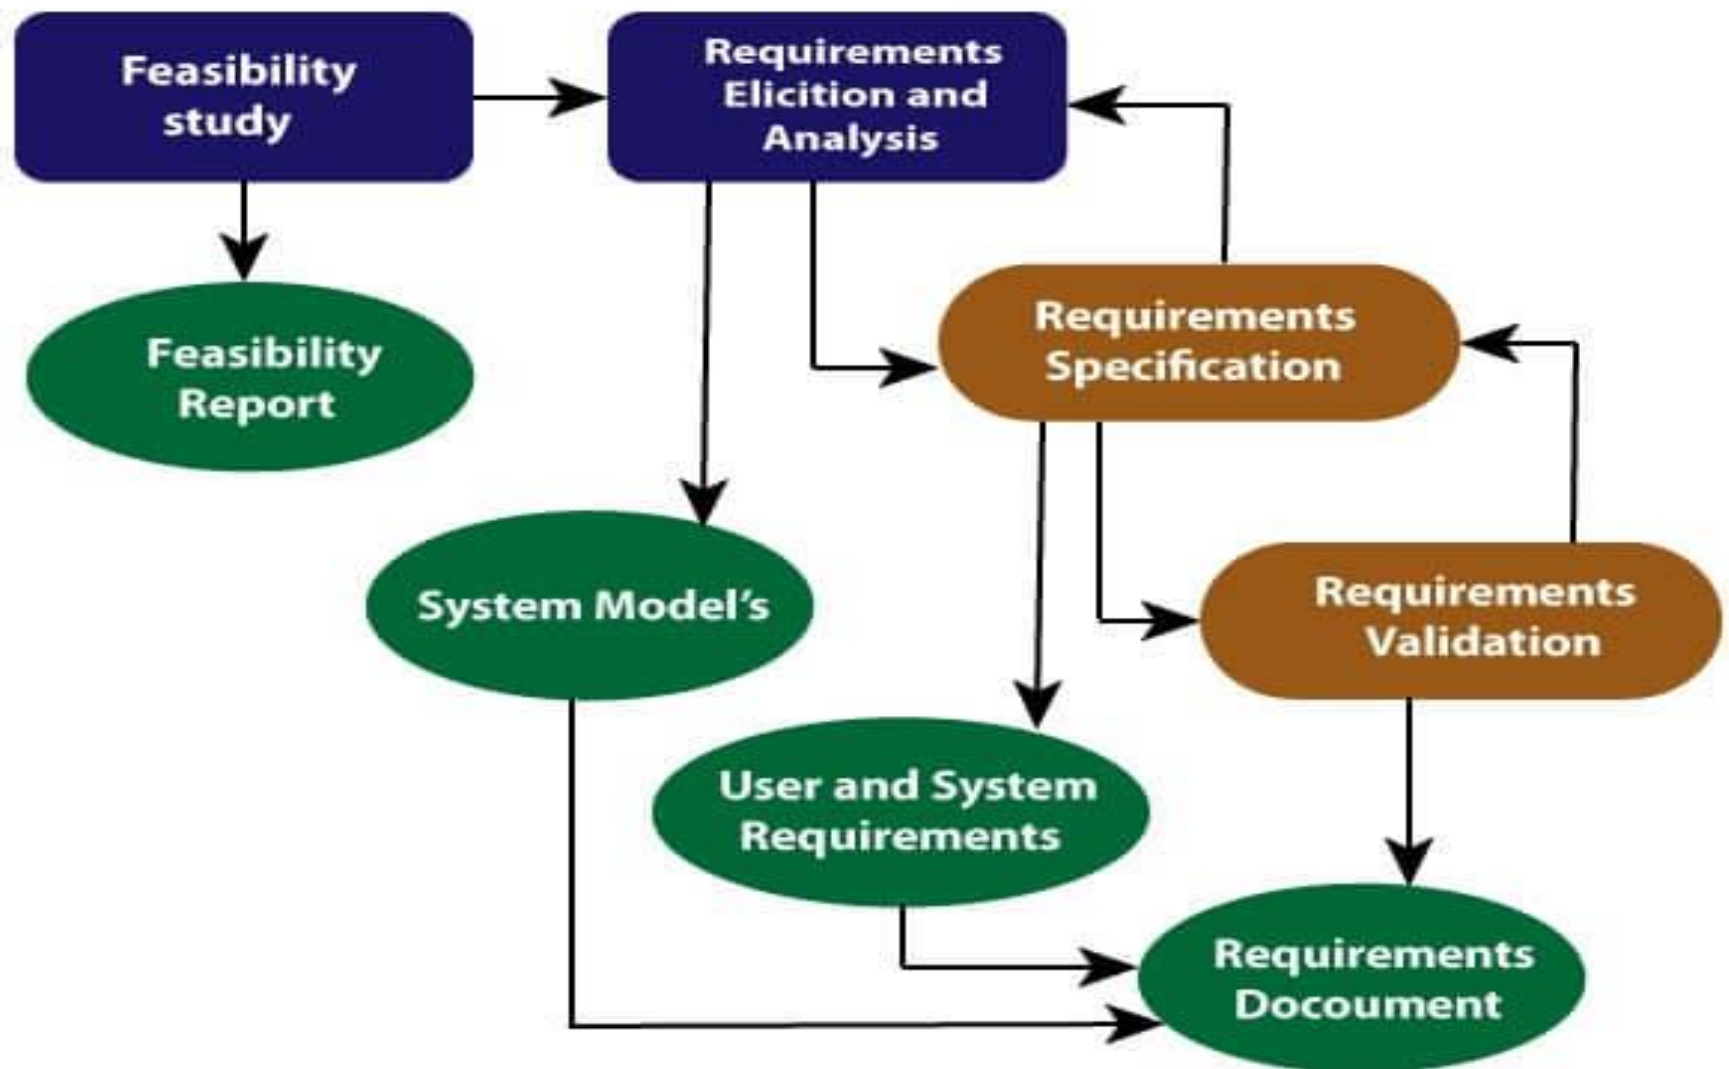 Feasibility
study
Requirements
Elicition and
Analysis
Feasibility
Report
Requirements
Specification
System Model's
Requirements
Validation
User and System
Requirements
Requirements
Docoument